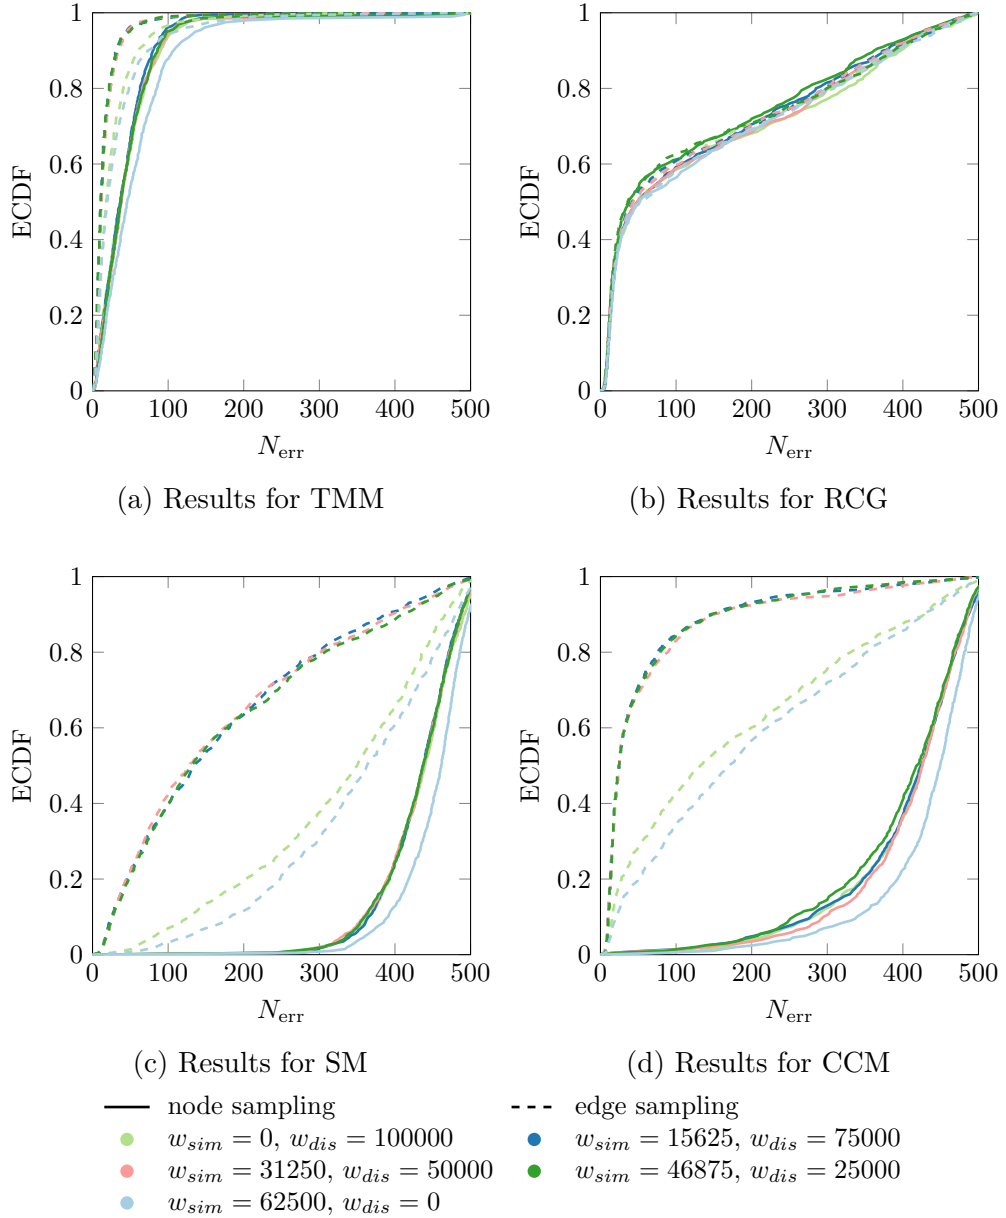 1
0.8
0.6
0.4
0.2
0
ECDF
0 100 200 300 400 500
N_err
(a) Results for TMM
1
0.8
0.6
0.4
0.2
0
ECDF
0 100 200 300 400 500
N_err
(b) Results for RCG
1
0.8
0.6
0.4
0.2
0
ECDF
0 100 200 300 400 500
N_err
(c) Results for SM
1
0.8
0.6
0.4
0.2
0
ECDF
0 100 200 300 400 500
N_err
(d) Results for CCM
node sampling
edge sampling
w_sim = 0, w_dis = 100000
w_sim = 15625, w_dis = 75000
w_sim = 31250, w_dis = 50000
w_sim = 46875, w_dis = 25000
w_sim = 62500, w_dis = 0